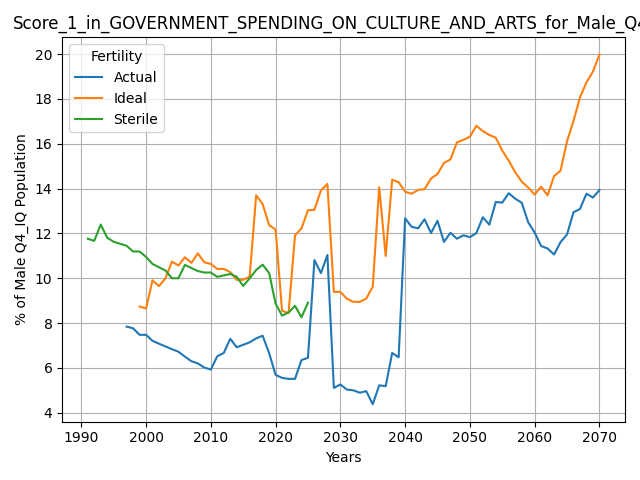 Score_1_in_GOVERNMENT_SPENDING_ON_CULTURE_AND_ARTS_for_Male_Q4
Fertility
Actual
Ideal
Sterile
% of Male Q4_IQ Population
20
18
16
14
12
10
8
6
4
1990 2000 2010 2020 2030 2040 2050 2060 2070
Years